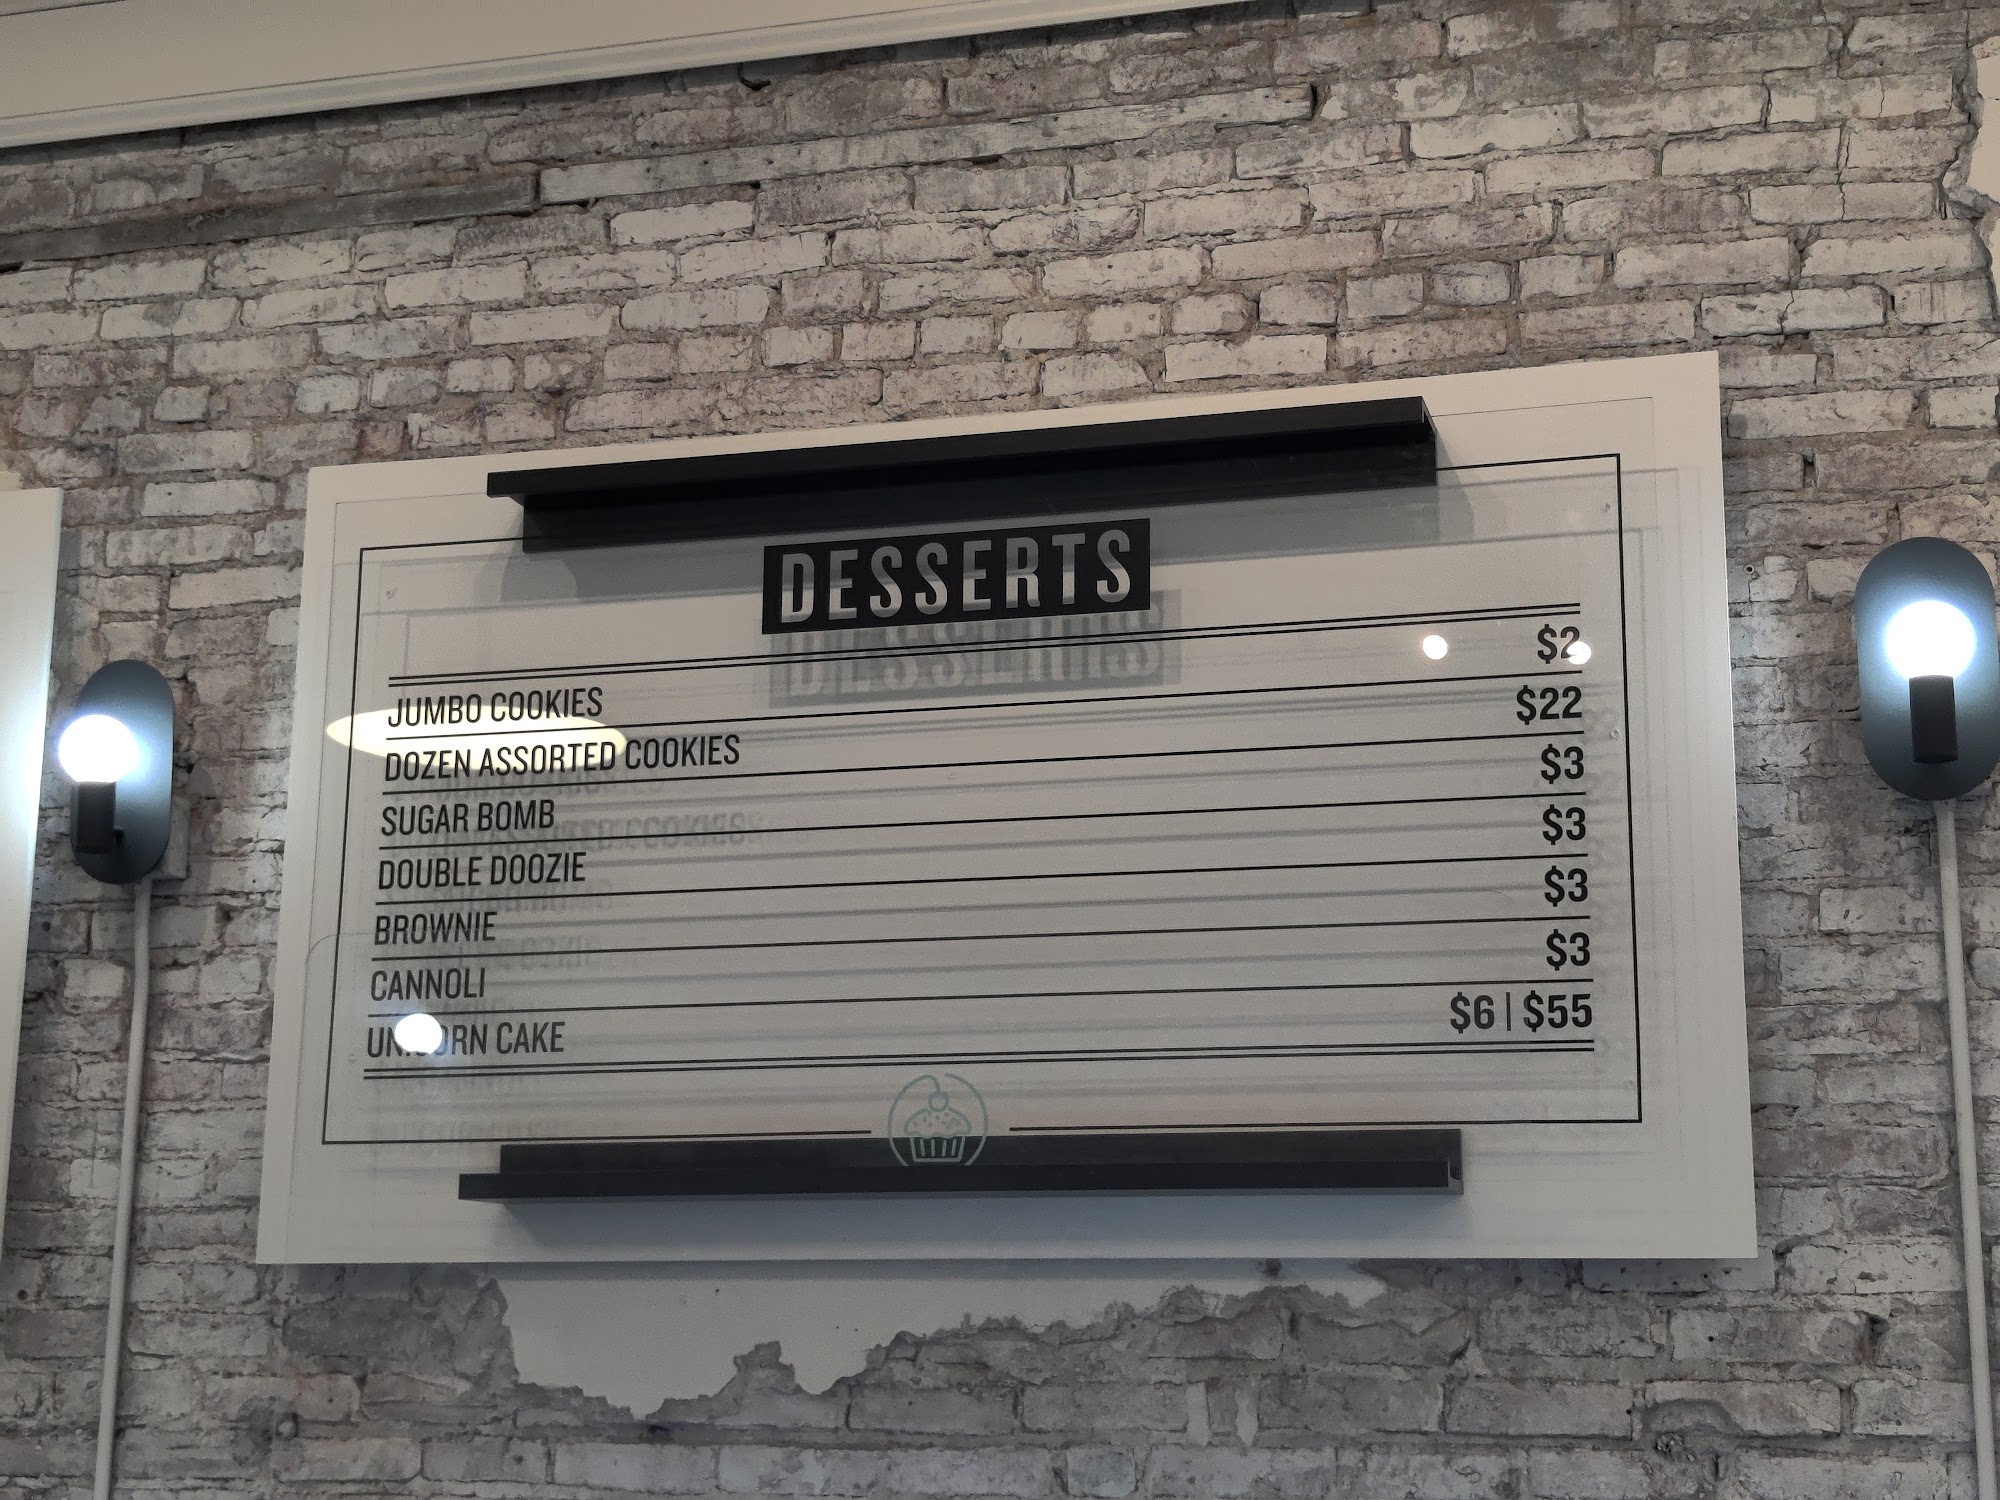 DESSERTS
JUMBO COOKIES $2
DOZEN ASSORTED COOKIES $22
SUGAR BOMB $3
DOUBLE DOOZIE $3
BROWNIE $3
CANNOLI $3
UNICORN CAKE $6 | $55